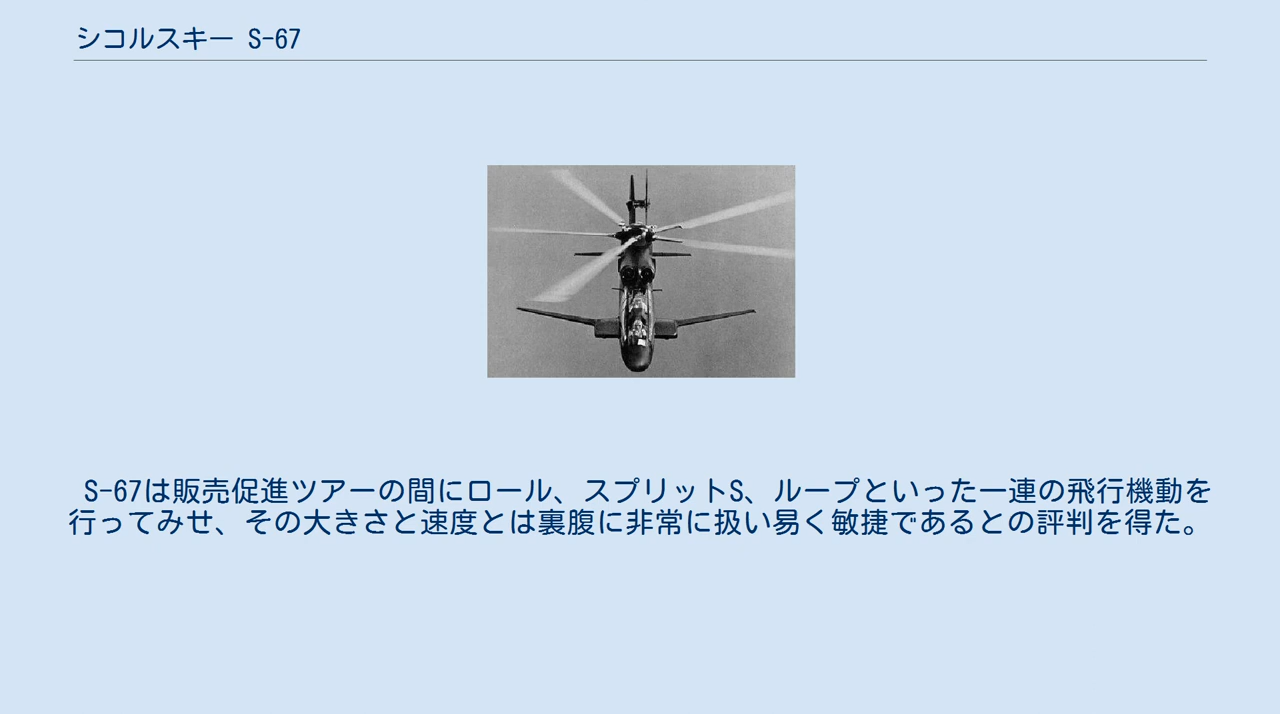 シコルスキー S-67
S-67は販売促進ツアーの間にロール、スプリットS、ループといった一連の飛行機動を
行ってみせ、その大きさと速度とは裏腹に非常に扱い易く敏捷であるとの評判を得た。